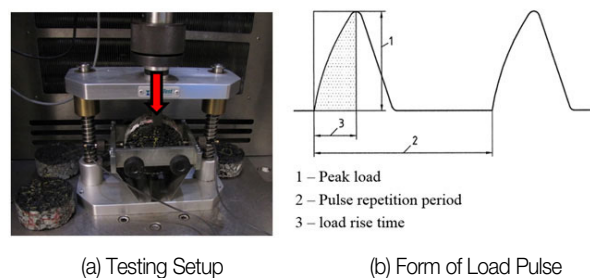 1
3
2
1 – Peak load
2 – Pulse repetition period
3 – load rise time
(a) Testing Setup
(b) Form of Load Pulse